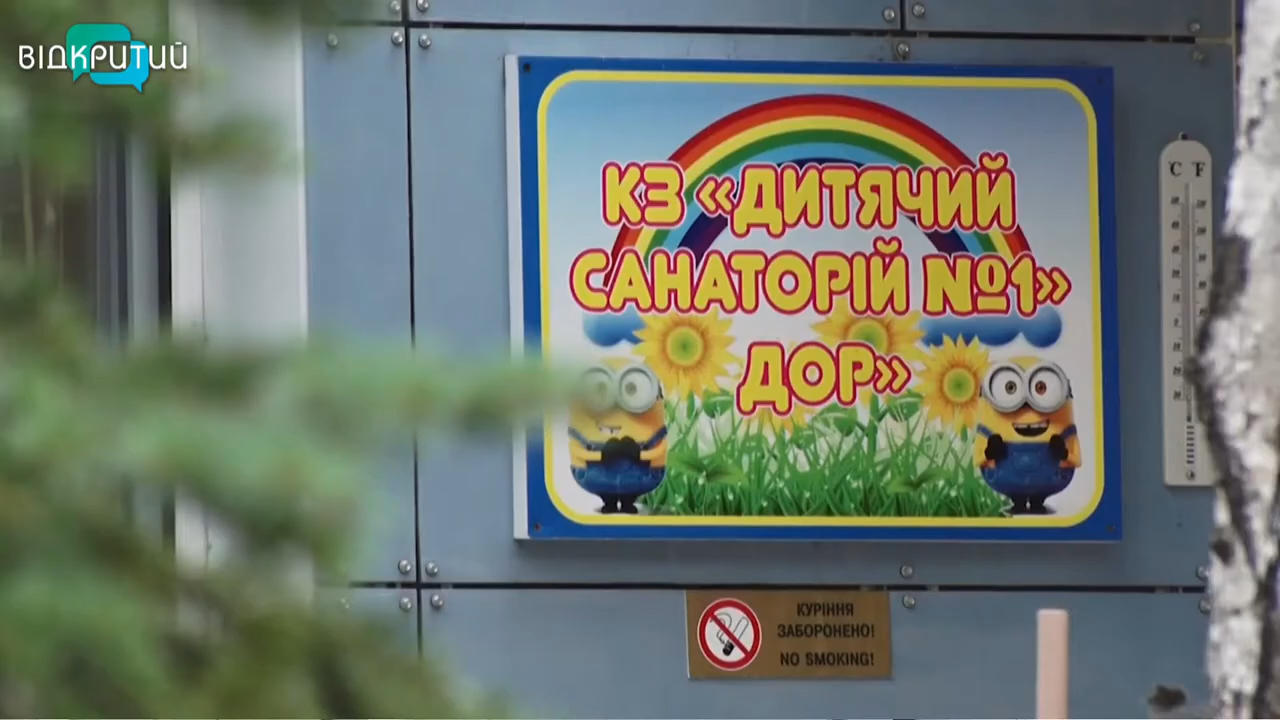 ВІДКРИТИЙ
КЗ «ДИТЯЧИЙ
САНАТОРІЙ №1»
ДОР»
°C °F
КУРІННЯ
ЗАБОРОНЕНО!
NO SMOKING!